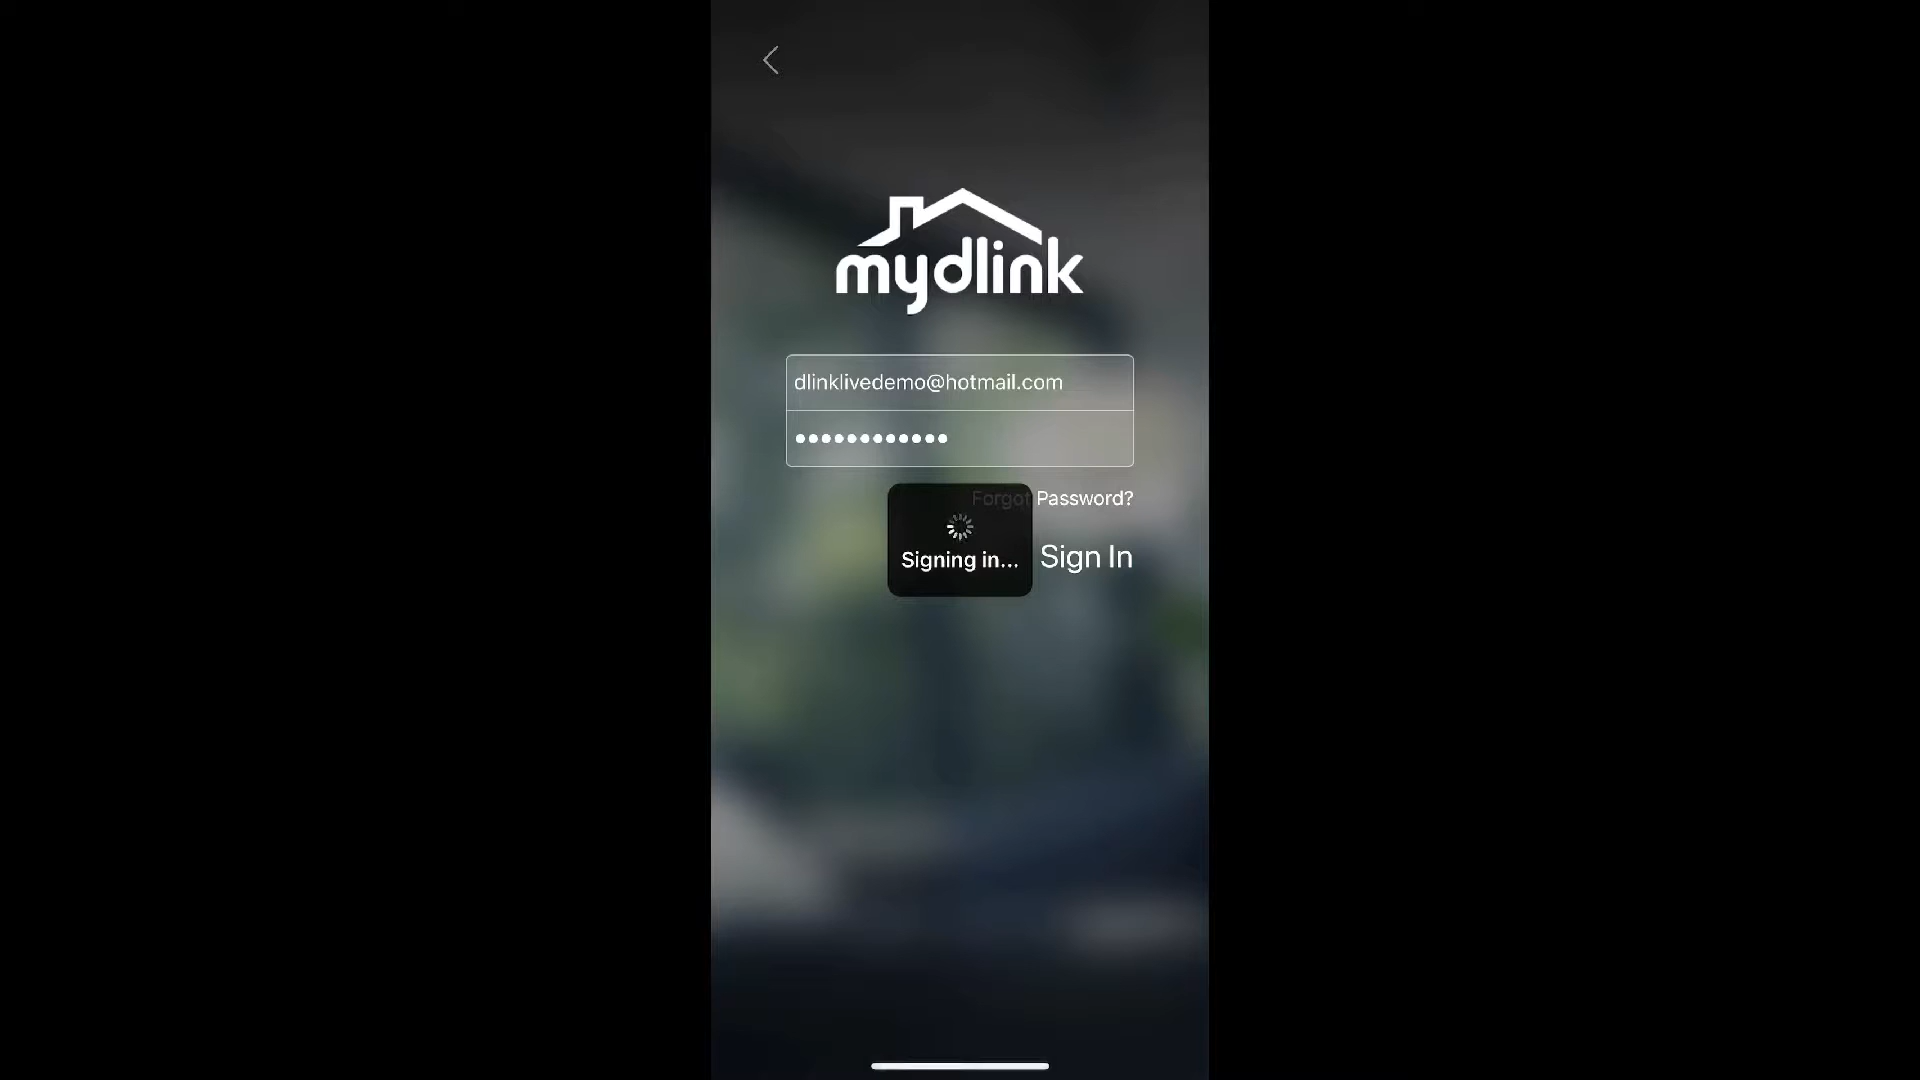 mydlink
dlinklivedemo@hotmail.com
●●●●●●●●●●●●
Forgot Password?
Signing in...
Sign In